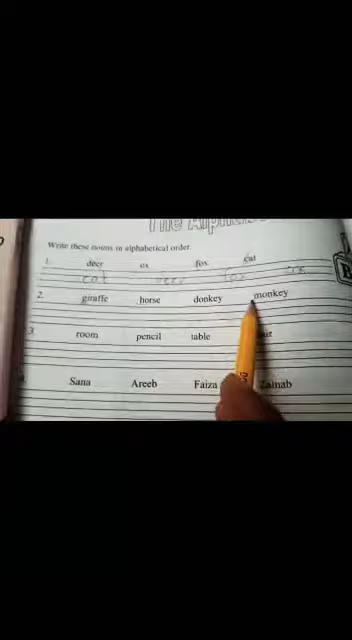 The Alphabet
Write these nouns in alphabetical order.
1. deer ox fox cat
cat deer fox ox
2. giraffe horse donkey monkey
3. room pencil table
Sana Areeb Faiza Zainab